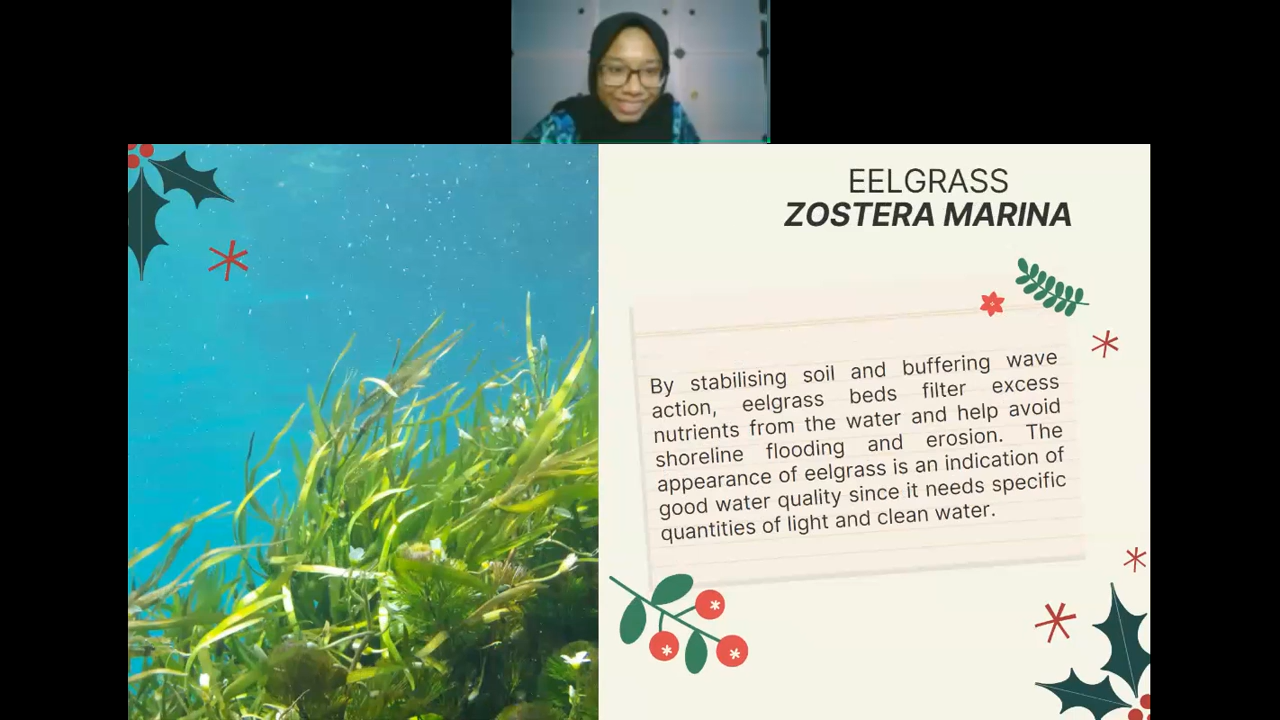 EELGRASS
ZOSTERA MARINA
By stabilising soil and buffering wave
action, eelgrass beds filter excess
nutrients from the water and help avoid
shoreline flooding and erosion. The
appearance of eelgrass is an indication of
good water quality since it needs specific
quantities of light and clean water.